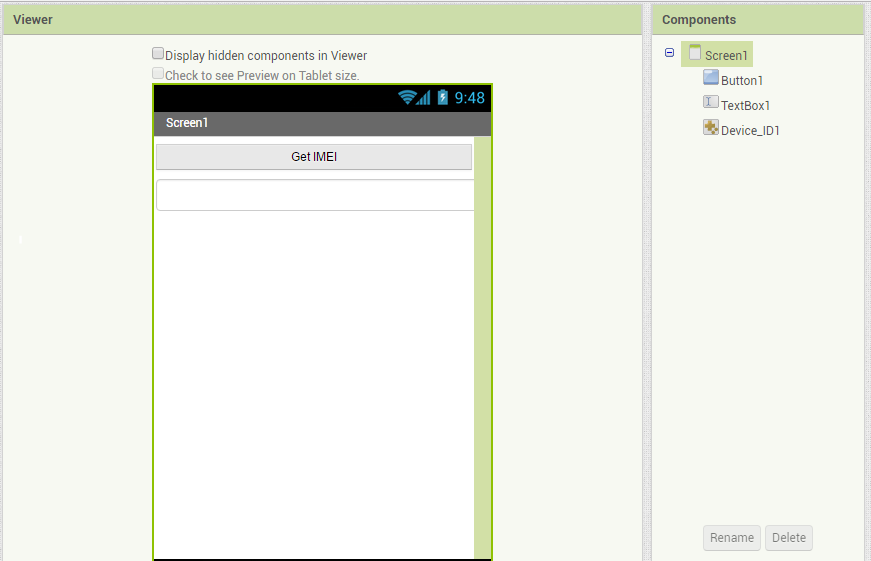 Viewer
Display hidden components in Viewer
Check to see Preview on Tablet size.
9:48
Screen1
Get IMEI
Components
Screen1
Button1
TextBox1
Device_ID1
Rename
Delete